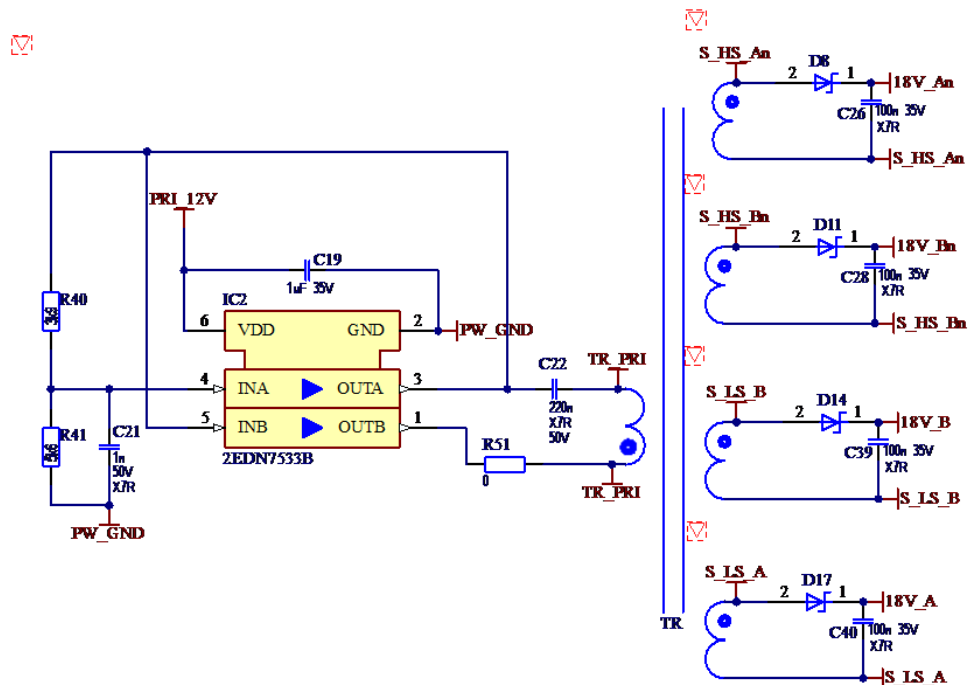 PRI_12V
C19
1uF 35V
IC2
6
VDD
GND
2
PW_GND
R40
3k9
4
INA
OUTA
3
5
INB
OUTB
1
2EDN7533B
R41
5k6
C21
1n
50V
X7R
PW_GND
C22
220n
X7R
50V
R51
0
TR_PRI
TR_PRI
TR
S_HS_An
2
D8
1
18V_An
C26
100n 35V
X7R
S_HS_An
S_HS_Bn
2
D11
1
18V_Bn
C28
100n 35V
X7R
S_HS_Bn
S_LS_B
2
D14
1
18V_B
C39
100n 35V
X7R
S_LS_B
S_LS_A
2
D17
1
18V_A
C40
100n 35V
X7R
S_LS_A